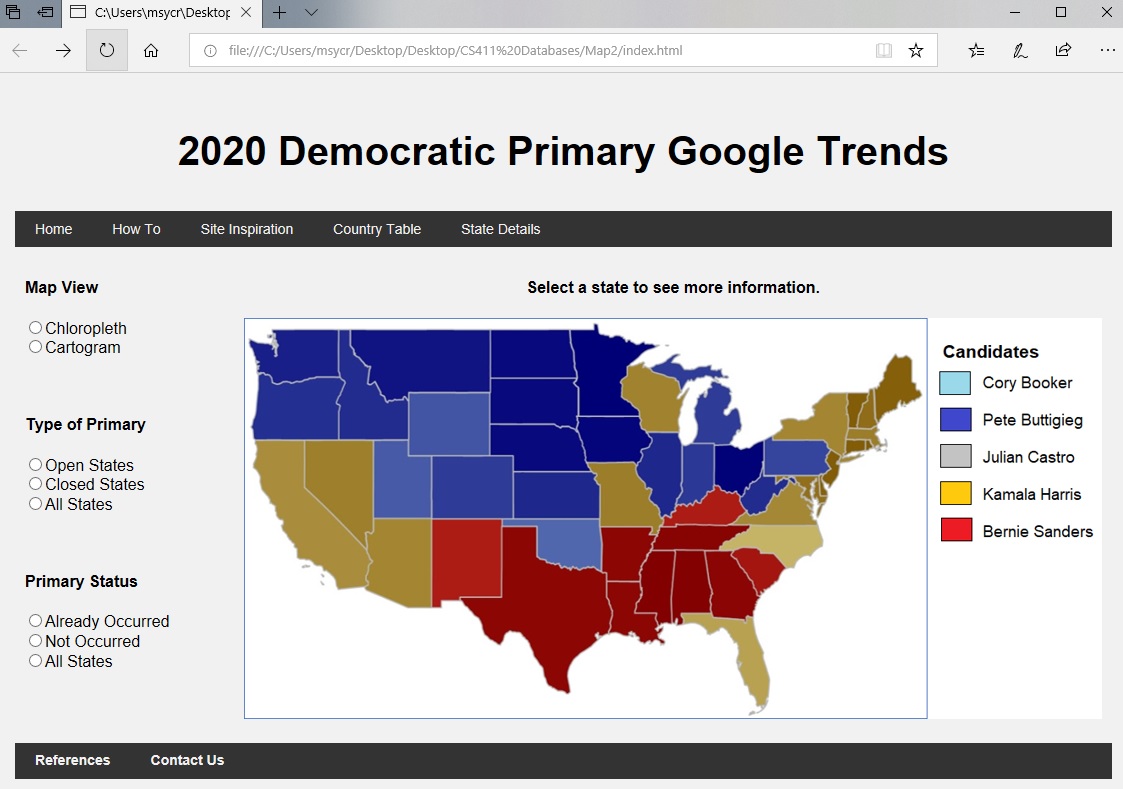 C:\Users\msycr\Desktop
file:///C:/Users/msycr/Desktop/Desktop/CS411%20Databases/Map2/index.html
2020 Democratic Primary Google Trends
Home How To Site Inspiration Country Table State Details
Map View
Select a state to see more information.
Chloropleth
Cartogram
Type of Primary
Open States
Closed States
All States
Primary Status
Already Occurred
Not Occurred
All States
Candidates
Cory Booker
Pete Buttigieg
Julian Castro
Kamala Harris
Bernie Sanders
References Contact Us